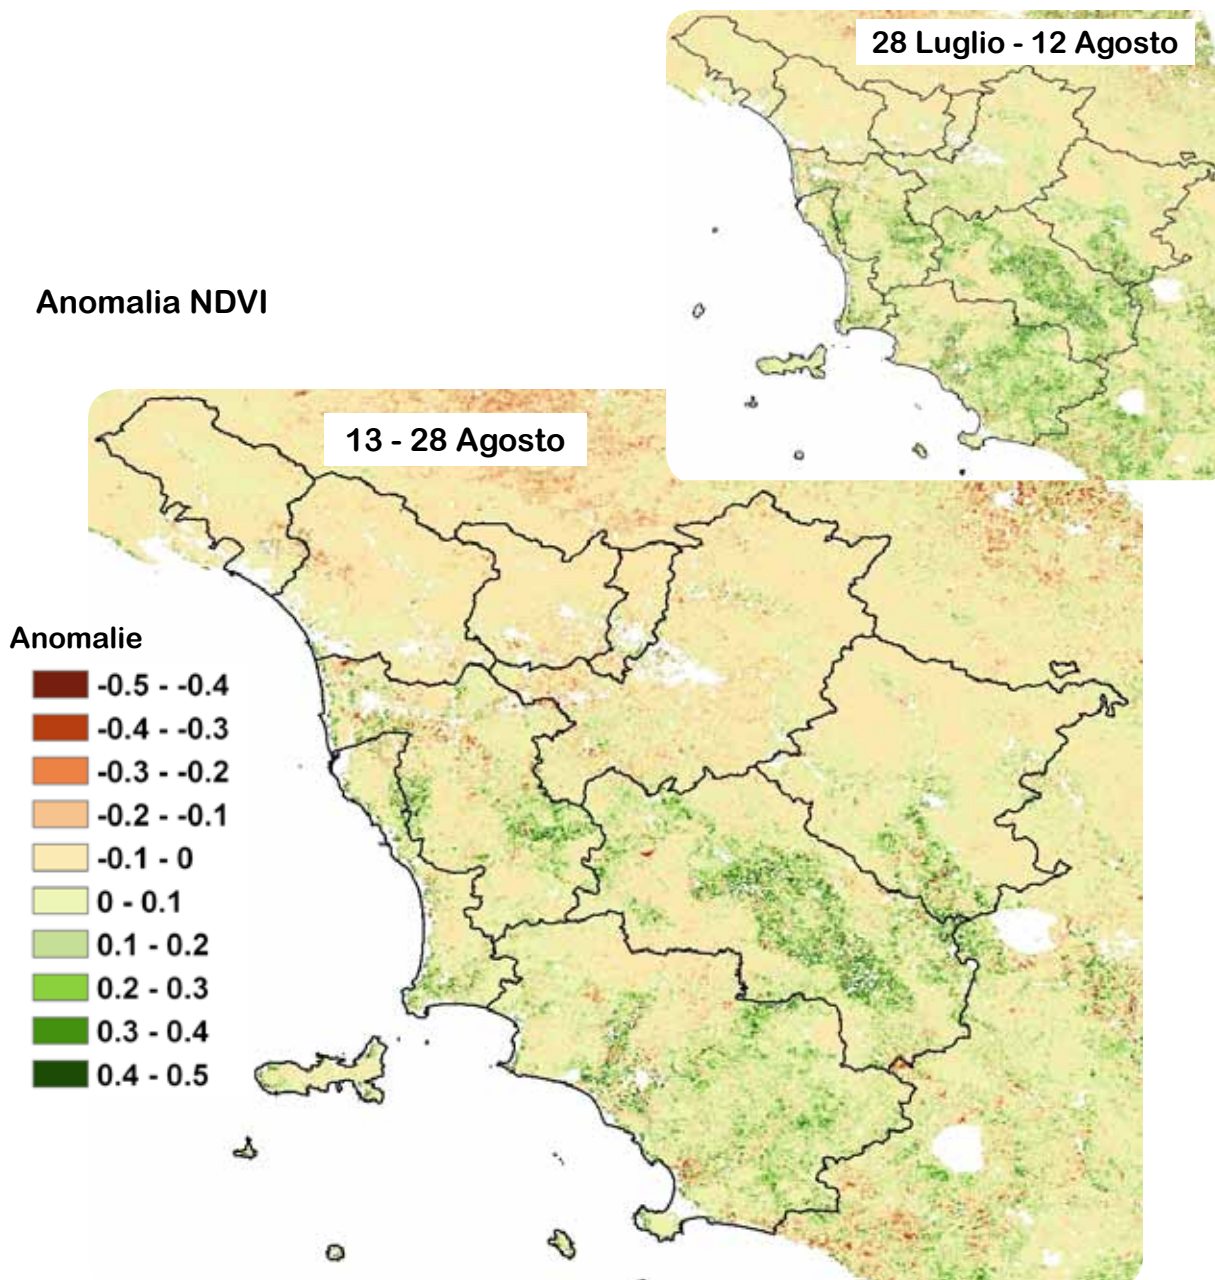 28 Luglio - 12 Agosto
Anomalia NDVI
13 - 28 Agosto
Anomalie
-0.5 - -0.4
-0.4 - -0.3
-0.3 - -0.2
-0.2 - -0.1
-0.1 - 0
0 - 0.1
0.1 - 0.2
0.2 - 0.3
0.3 - 0.4
0.4 - 0.5